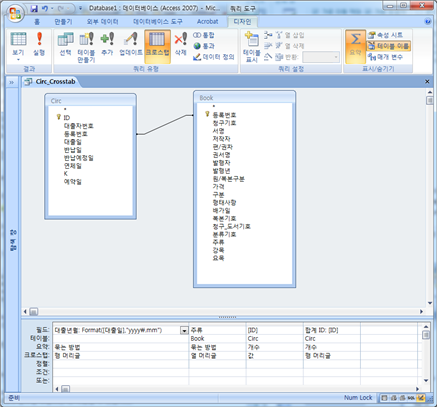 Database1 : 데이터베이스 (Access 2007) - Mic... 쿼리 도구
홈 만들기 외부 데이터 데이터베이스 도구 Acrobat 디자인
보기 실행 선택 테이블 만들기 추가 업데이트 크로스탭 삭제
통합
통과
데이터 정의
테이블 표시
열 삽입
열 삭제
반환:
요약
속성 시트
테이블 이름
매개 변수
결과 쿼리 유형 쿼리 설정 표시/숨기기
Circ_Crosstab
탐색 창
Circ
*
ID
대출자번호
등록번호
대출일
반납일
반납예정일
연체일
K
예약일
Book
*
등록번호
청구기호
서명
저작자
편/권차
권서명
발행자
발행년
원/복본구분
가격
구분
형태사항
배가일
복본기호
청구_도서기호
분류기호
주류
강목
요목
필드: 대출년월: Format([대출일],"yyyy\.mm") 주류 [ID] 합계 ID: [ID]
테이블: Book Circ Circ
요약: 묶는 방법 묶는 방법 개수 개수
크로스탭: 행 머리글 열 머리글 값 행 머리글
정렬:
조건:
또는:
준비 Num Lock SQL